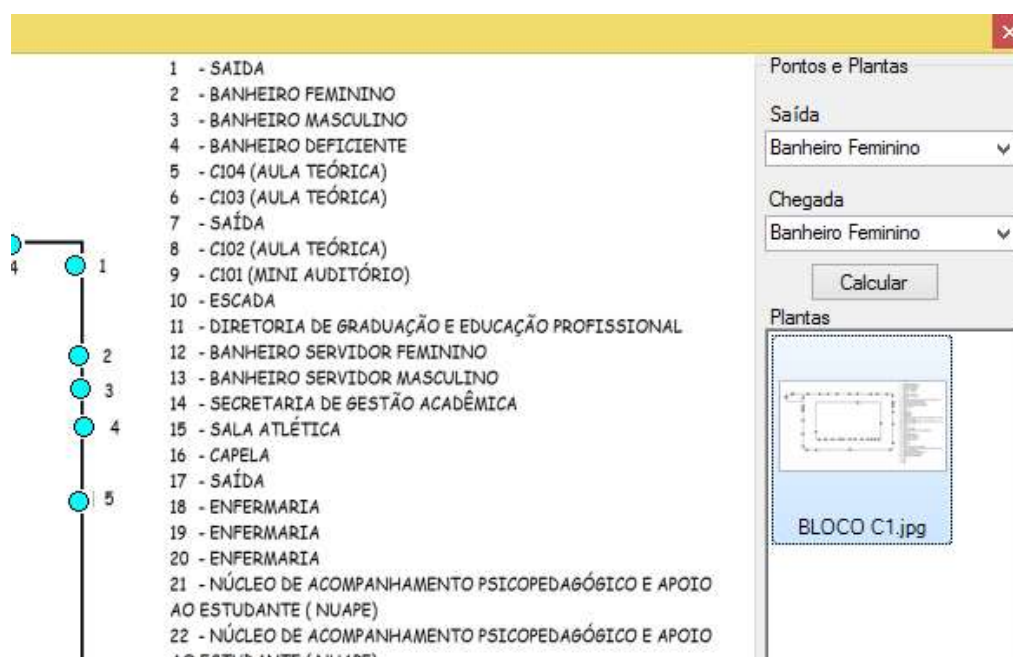 1 - SAIDA
2 - BANHEIRO FEMININO
3 - BANHEIRO MASCULINO
4 - BANHEIRO DEFICIENTE
5 - C104 (AULA TEÓRICA)
6 - C103 (AULA TEÓRICA)
7 - SAÍDA
8 - C102 (AULA TEÓRICA)
9 - C101 (MINI AUDITÓRIO)
10 - ESCADA
11 - DIRETORIA DE GRADUAÇÃO E EDUCAÇÃO PROFISSIONAL
12 - BANHEIRO SERVIDOR FEMININO
13 - BANHEIRO SERVIDOR MASCULINO
14 - SECRETARIA DE GESTÃO ACADÊMICA
15 - SALA ATLÉTICA
16 - CAPELA
17 - SAÍDA
18 - ENFERMARIA
19 - ENFERMARIA
20 - ENFERMARIA
21 - NÚCLEO DE ACOMPANHAMENTO PSICOPEDAGÓGICO E APOIO
AO ESTUDANTE ( NUAPE)
22 - NÚCLEO DE ACOMPANHAMENTO PSICOPEDAGÓGICO E APOIO
AO ESTUDANTE ( NUAPE)
4
1
2
3
4
5
Pontos e Plantas
Saída
Banheiro Feminino
Chegada
Banheiro Feminino
Calcular
Plantas
BLOCO C1.jpg